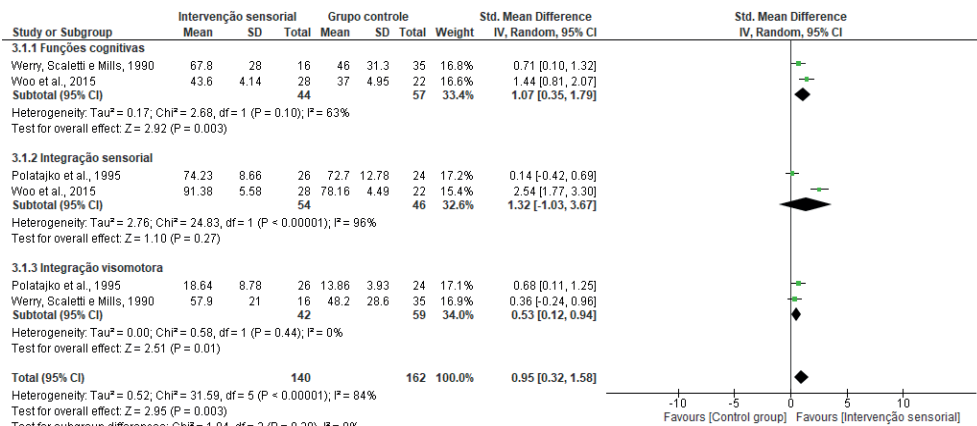 Intervenção sensorial Grupo controle Std. Mean Difference Std. Mean Difference
Study or Subgroup Mean SD Total Mean SD Total Weight IV, Random, 95% CI IV, Random, 95% CI
3.1.1 Funções cognitivas
Werry, Scaletti e Mills, 1990 67.8 28 16 46 31.3 35 16.8% 0.71 [0.10, 1.32]
Woo et al., 2015 43.6 4.14 28 37 4.95 22 16.6% 1.44 [0.81, 2.07]
Subtotal (95% CI) 44 57 33.4% 1.07 [0.35, 1.79]
Heterogeneity: Tau² = 0.17; Chi² = 2.68, df = 1 (P = 0.10); I² = 63%
Test for overall effect: Z = 2.92 (P = 0.003)
3.1.2 Integração sensorial
Polatajko et al., 1995 74.23 8.66 26 72.7 12.78 24 17.2% 0.14 [-0.42, 0.69]
Woo et al., 2015 91.38 5.58 28 78.16 4.49 22 15.4% 2.54 [1.77, 3.30]
Subtotal (95% CI) 54 46 32.6% 1.32 [-1.03, 3.67]
Heterogeneity: Tau² = 2.76; Chi² = 24.83, df = 1 (P < 0.00001); I² = 96%
Test for overall effect: Z = 1.10 (P = 0.27)
3.1.3 Integração visomotora
Polatajko et al., 1995 18.64 8.78 26 13.86 3.93 24 17.1% 0.68 [0.11, 1.25]
Werry, Scaletti e Mills, 1990 57.9 21 16 48.2 28.6 35 16.9% 0.36 [-0.24, 0.96]
Subtotal (95% CI) 42 59 34.0% 0.53 [0.12, 0.94]
Heterogeneity: Tau² = 0.00; Chi² = 0.58, df = 1 (P = 0.44); I² = 0%
Test for overall effect: Z = 2.51 (P = 0.01)
Total (95% CI) 140 162 100.0% 0.95 [0.32, 1.58]
Heterogeneity: Tau² = 0.52; Chi² = 31.59, df = 5 (P < 0.00001); I² = 84%
Test for overall effect: Z = 2.95 (P = 0.003)
-10 -5 0 5 10
Favours [Control group] Favours [Intervenção sensorial]
Test for subgroup differences: Chi² =